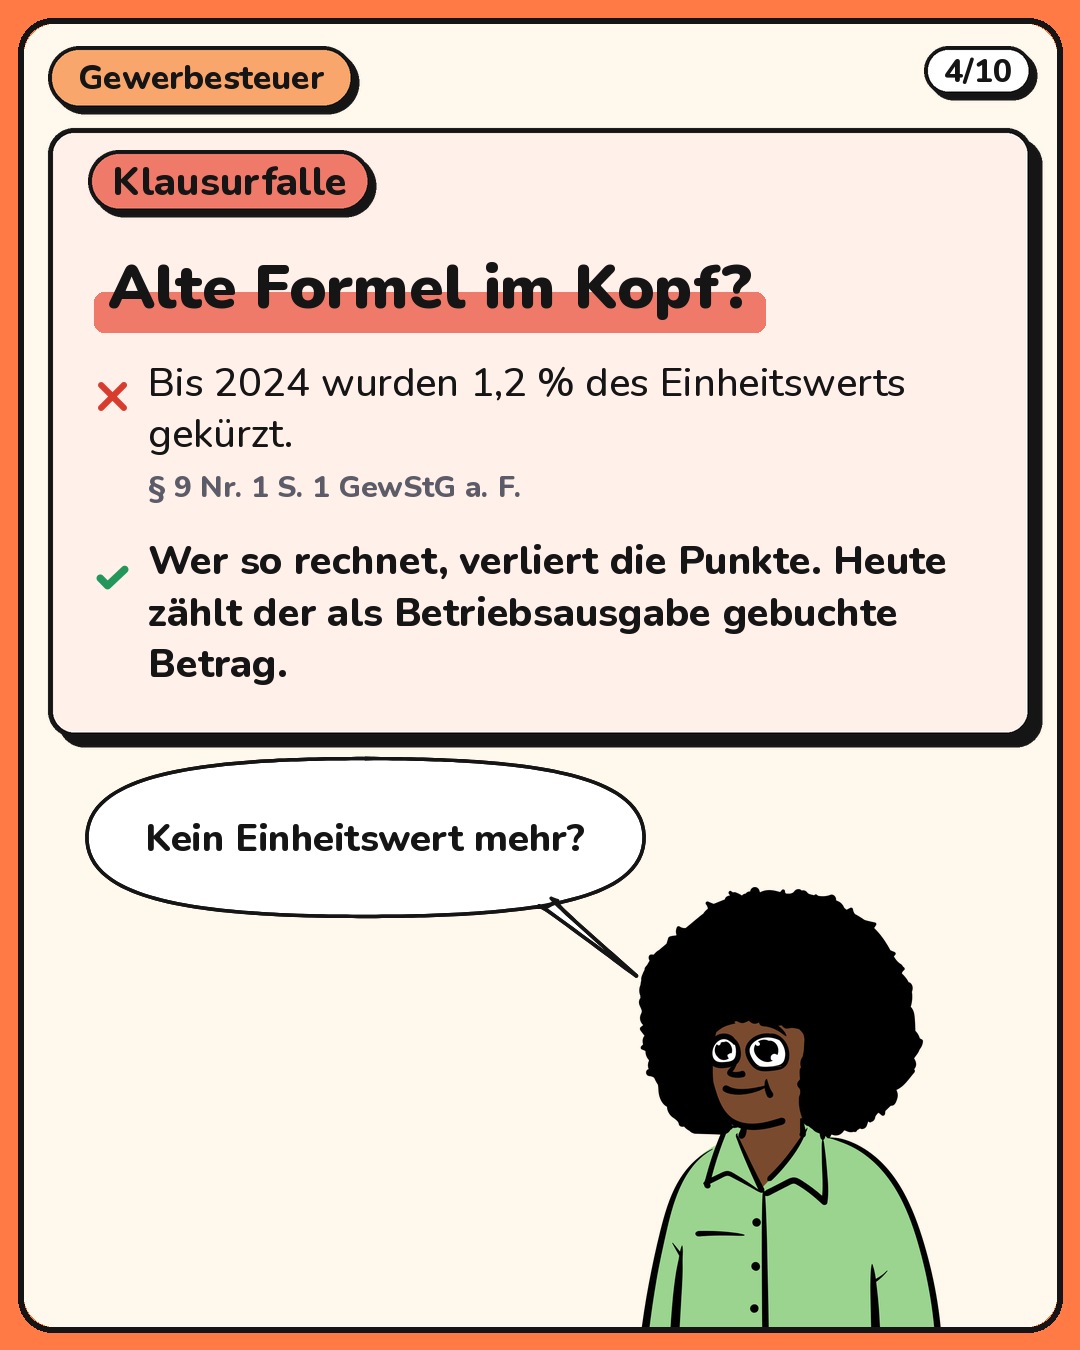 Gewerbesteuer
4/10
Klausurfalle
Alte Formel im Kopf?
Bis 2024 wurden 1,2 % des Einheitswerts
gekürzt.
§ 9 Nr. 1 S. 1 GewStG a. F.
Wer so rechnet, verliert die Punkte. Heute
zählt der als Betriebsausgabe gebuchte
Betrag.
Kein Einheitswert mehr?